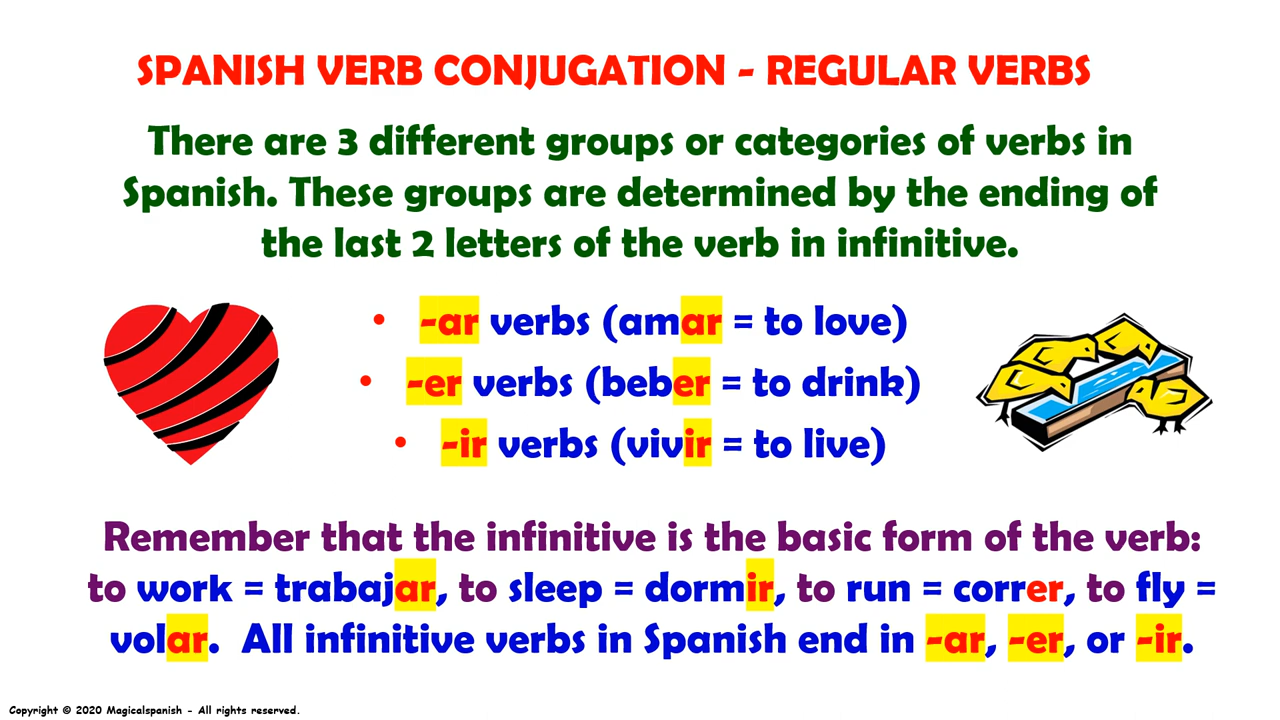 SPANISH VERB CONJUGATION - REGULAR VERBS
There are 3 different groups or categories of verbs in
Spanish. These groups are determined by the ending of
the last 2 letters of the verb in infinitive.
• -ar verbs (amar = to love)
• -er verbs (beber = to drink)
• -ir verbs (vivir = to live)
Remember that the infinitive is the basic form of the verb:
to work = trabajar, to sleep = dormir, to run = correr, to fly =
volar. All infinitive verbs in Spanish end in -ar, -er, or -ir.
Copyright © 2020 Magicalspanish - All rights reserved.